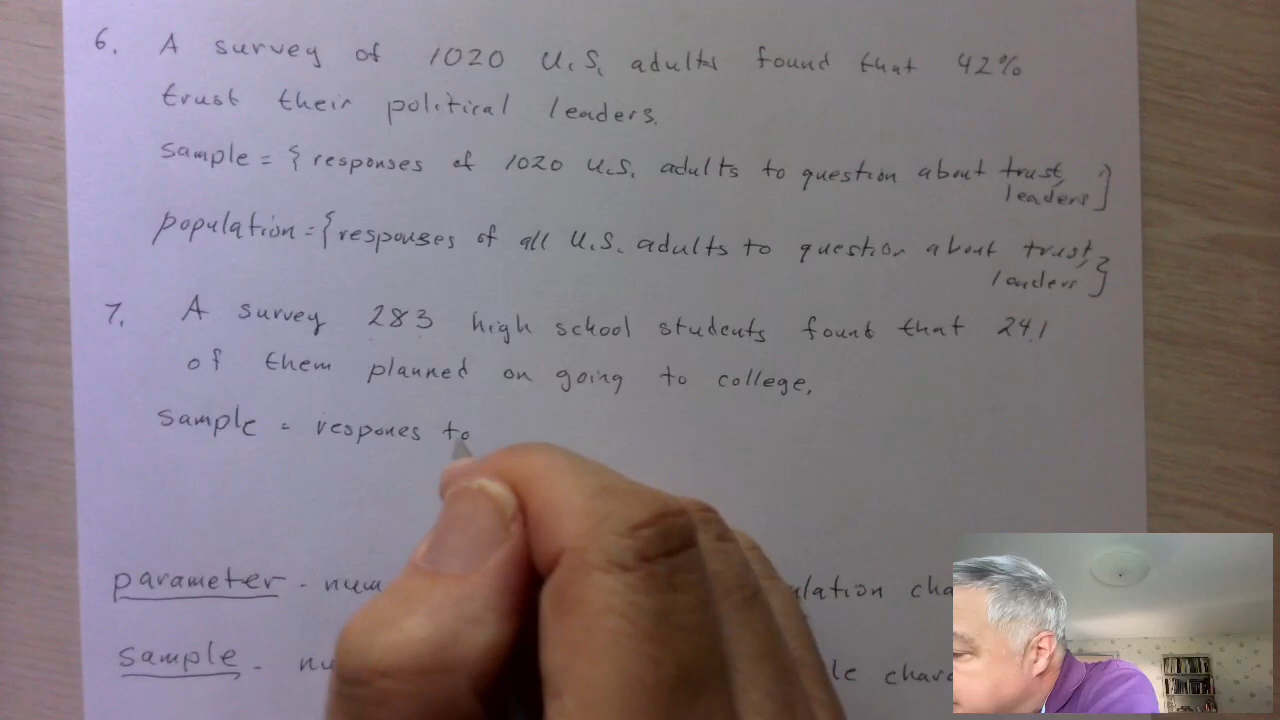 6. A survey of 1020 U.S. adults found that 42%
trust their political leaders.
sample = { responses of 1020 U.S. adults to question about trust
leaders }
population = { responses of all U.S. adults to question about trust
leaders }
7. A survey 283 high school students found that 241
of them planned on going to college.
sample = respones to
parameter - num
sample - nu